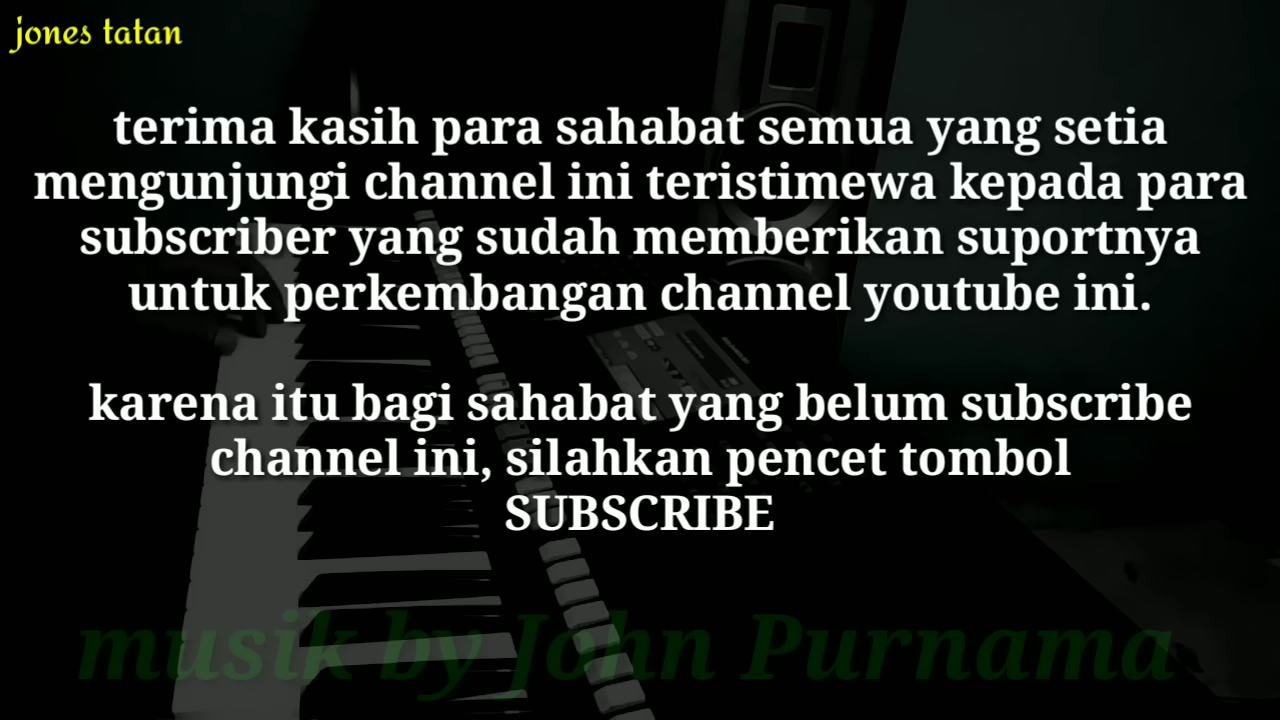 jones tatan
terima kasih para sahabat semua yang setia
mengunjungi channel ini teristimewa kepada para
subscriber yang sudah memberikan suportnya
untuk perkembangan channel youtube ini.
karena itu bagi sahabat yang belum subscribe
channel ini, silahkan pencet tombol
SUBSCRIBE
musik by John Purnama